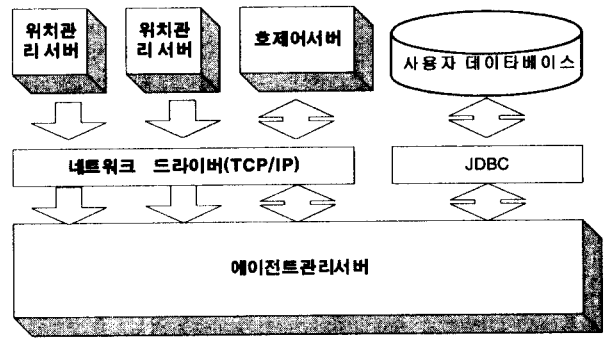 위치관
리 서버
위치관
리 서버
호제어서버
사용자 데이타베이스
네트워크 드라이버(TCP/IP)
JDBC
에이전트관리서버